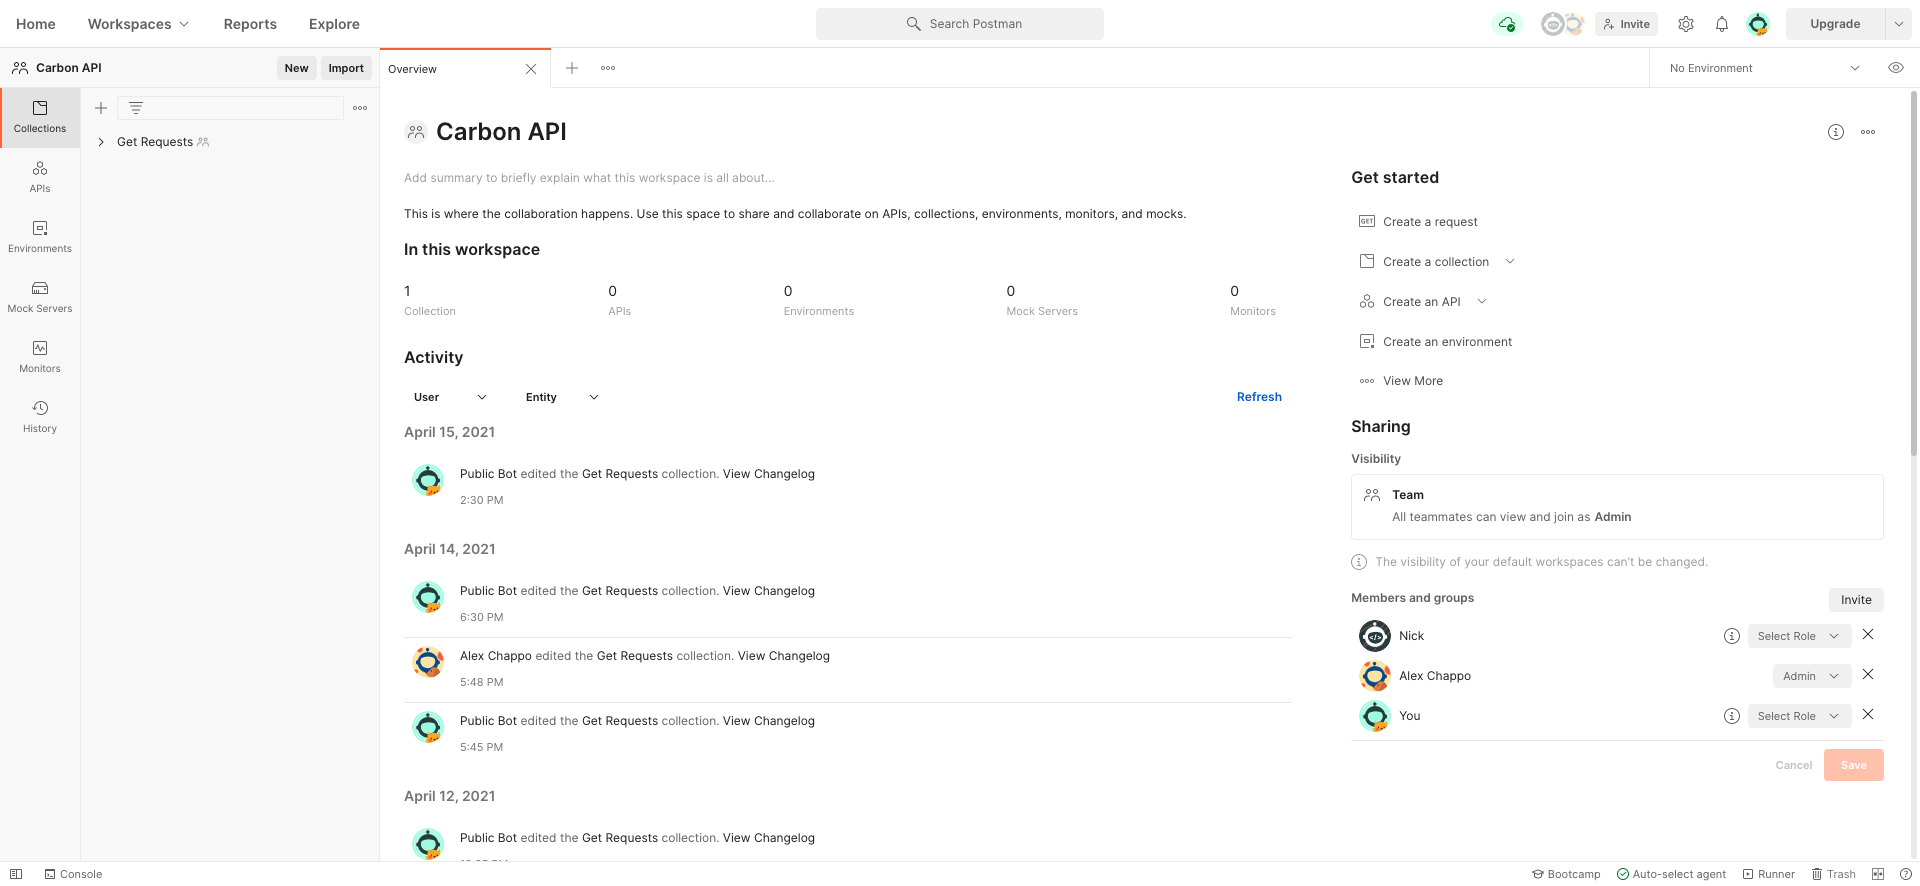 Home Workspaces Reports Explore Search Postman Invite Upgrade
Carbon API New Import Overview No Environment
Collections
Get Requests
APIs
Environments
Mock Servers
Monitors
History
Carbon API
Add summary to briefly explain what this workspace is all about...
This is where the collaboration happens. Use this space to share and collaborate on APIs, collections, environments, monitors, and mocks.
In this workspace
1 0 0 0 0
Collection APIs Environments Mock Servers Monitors
Activity
User Entity Refresh
April 15, 2021
Public Bot edited the Get Requests collection. View Changelog
2:30 PM
April 14, 2021
Public Bot edited the Get Requests collection. View Changelog
6:30 PM
Alex Chappo edited the Get Requests collection. View Changelog
5:48 PM
Public Bot edited the Get Requests collection. View Changelog
5:45 PM
April 12, 2021
Public Bot edited the Get Requests collection. View Changelog
Get started
GET Create a request
Create a collection
Create an API
Create an environment
View More
Sharing
Visibility
Team
All teammates can view and join as Admin
The visibility of your default workspaces can't be changed.
Members and groups Invite
Nick Select Role
Alex Chappo Admin
You Select Role
Cancel Save
Console Bootcamp Auto-select agent Runner Trash